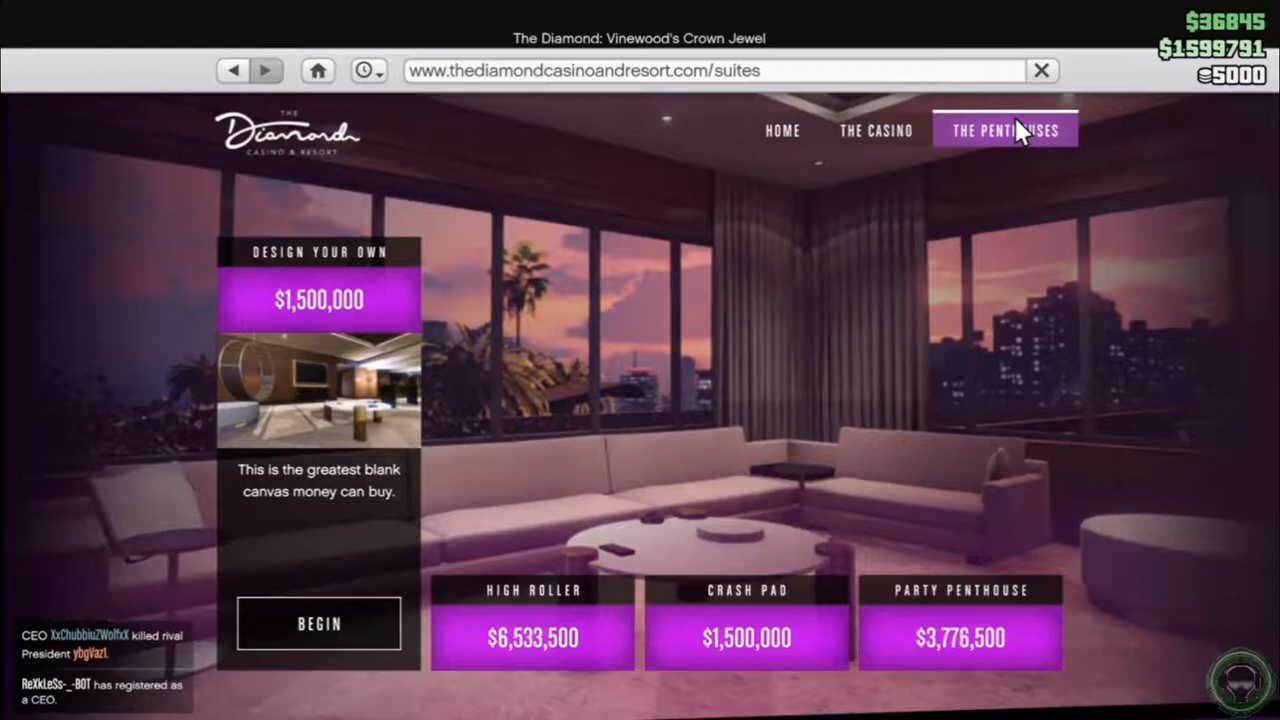 $36845
The Diamond: Vinewood's Crown Jewel
$1599791
www.thediamondcasinoandresort.com/suites
5000
THE
Diamond
CASINO & RESORT
HOME THE CASINO THE PENTHOUSES
DESIGN YOUR OWN
$1,500,000
This is the greatest blank
canvas money can buy.
BEGIN
HIGH ROLLER
$6,533,500
CRASH PAD
$1,500,000
PARTY PENTHOUSE
$3,776,500
CEO XxChubbiuZWolfxX killed rival
President ybgVaz1.
ReXkLeSs-_-BOT has registered as
a CEO.